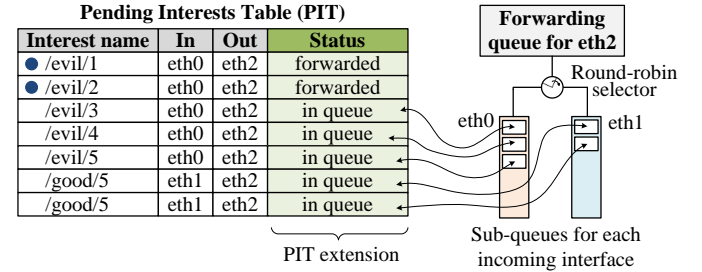 Pending Interests Table (PIT)
Interest name In Out Status
/evil/1 eth0 eth2 forwarded
/evil/2 eth0 eth2 forwarded
/evil/3 eth0 eth2 in queue
/evil/4 eth0 eth2 in queue
/evil/5 eth0 eth2 in queue
/good/5 eth1 eth2 in queue
/good/5 eth1 eth2 in queue
PIT extension
Forwarding
queue for eth2
Round-robin
selector
eth0
eth1
Sub-queues for each
incoming interface